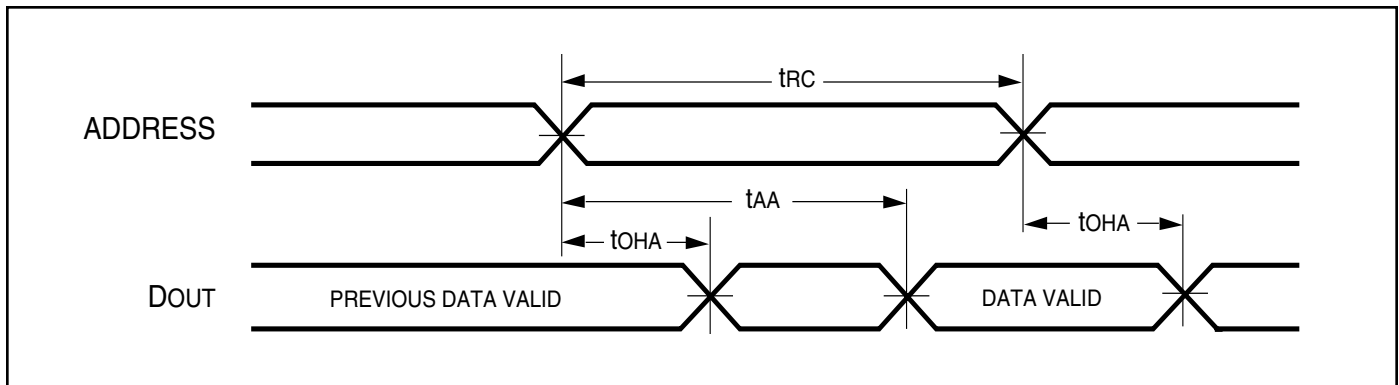 tRC
ADDRESS
tAA
tOHA
tOHA
DOUT
PREVIOUS DATA VALID
DATA VALID